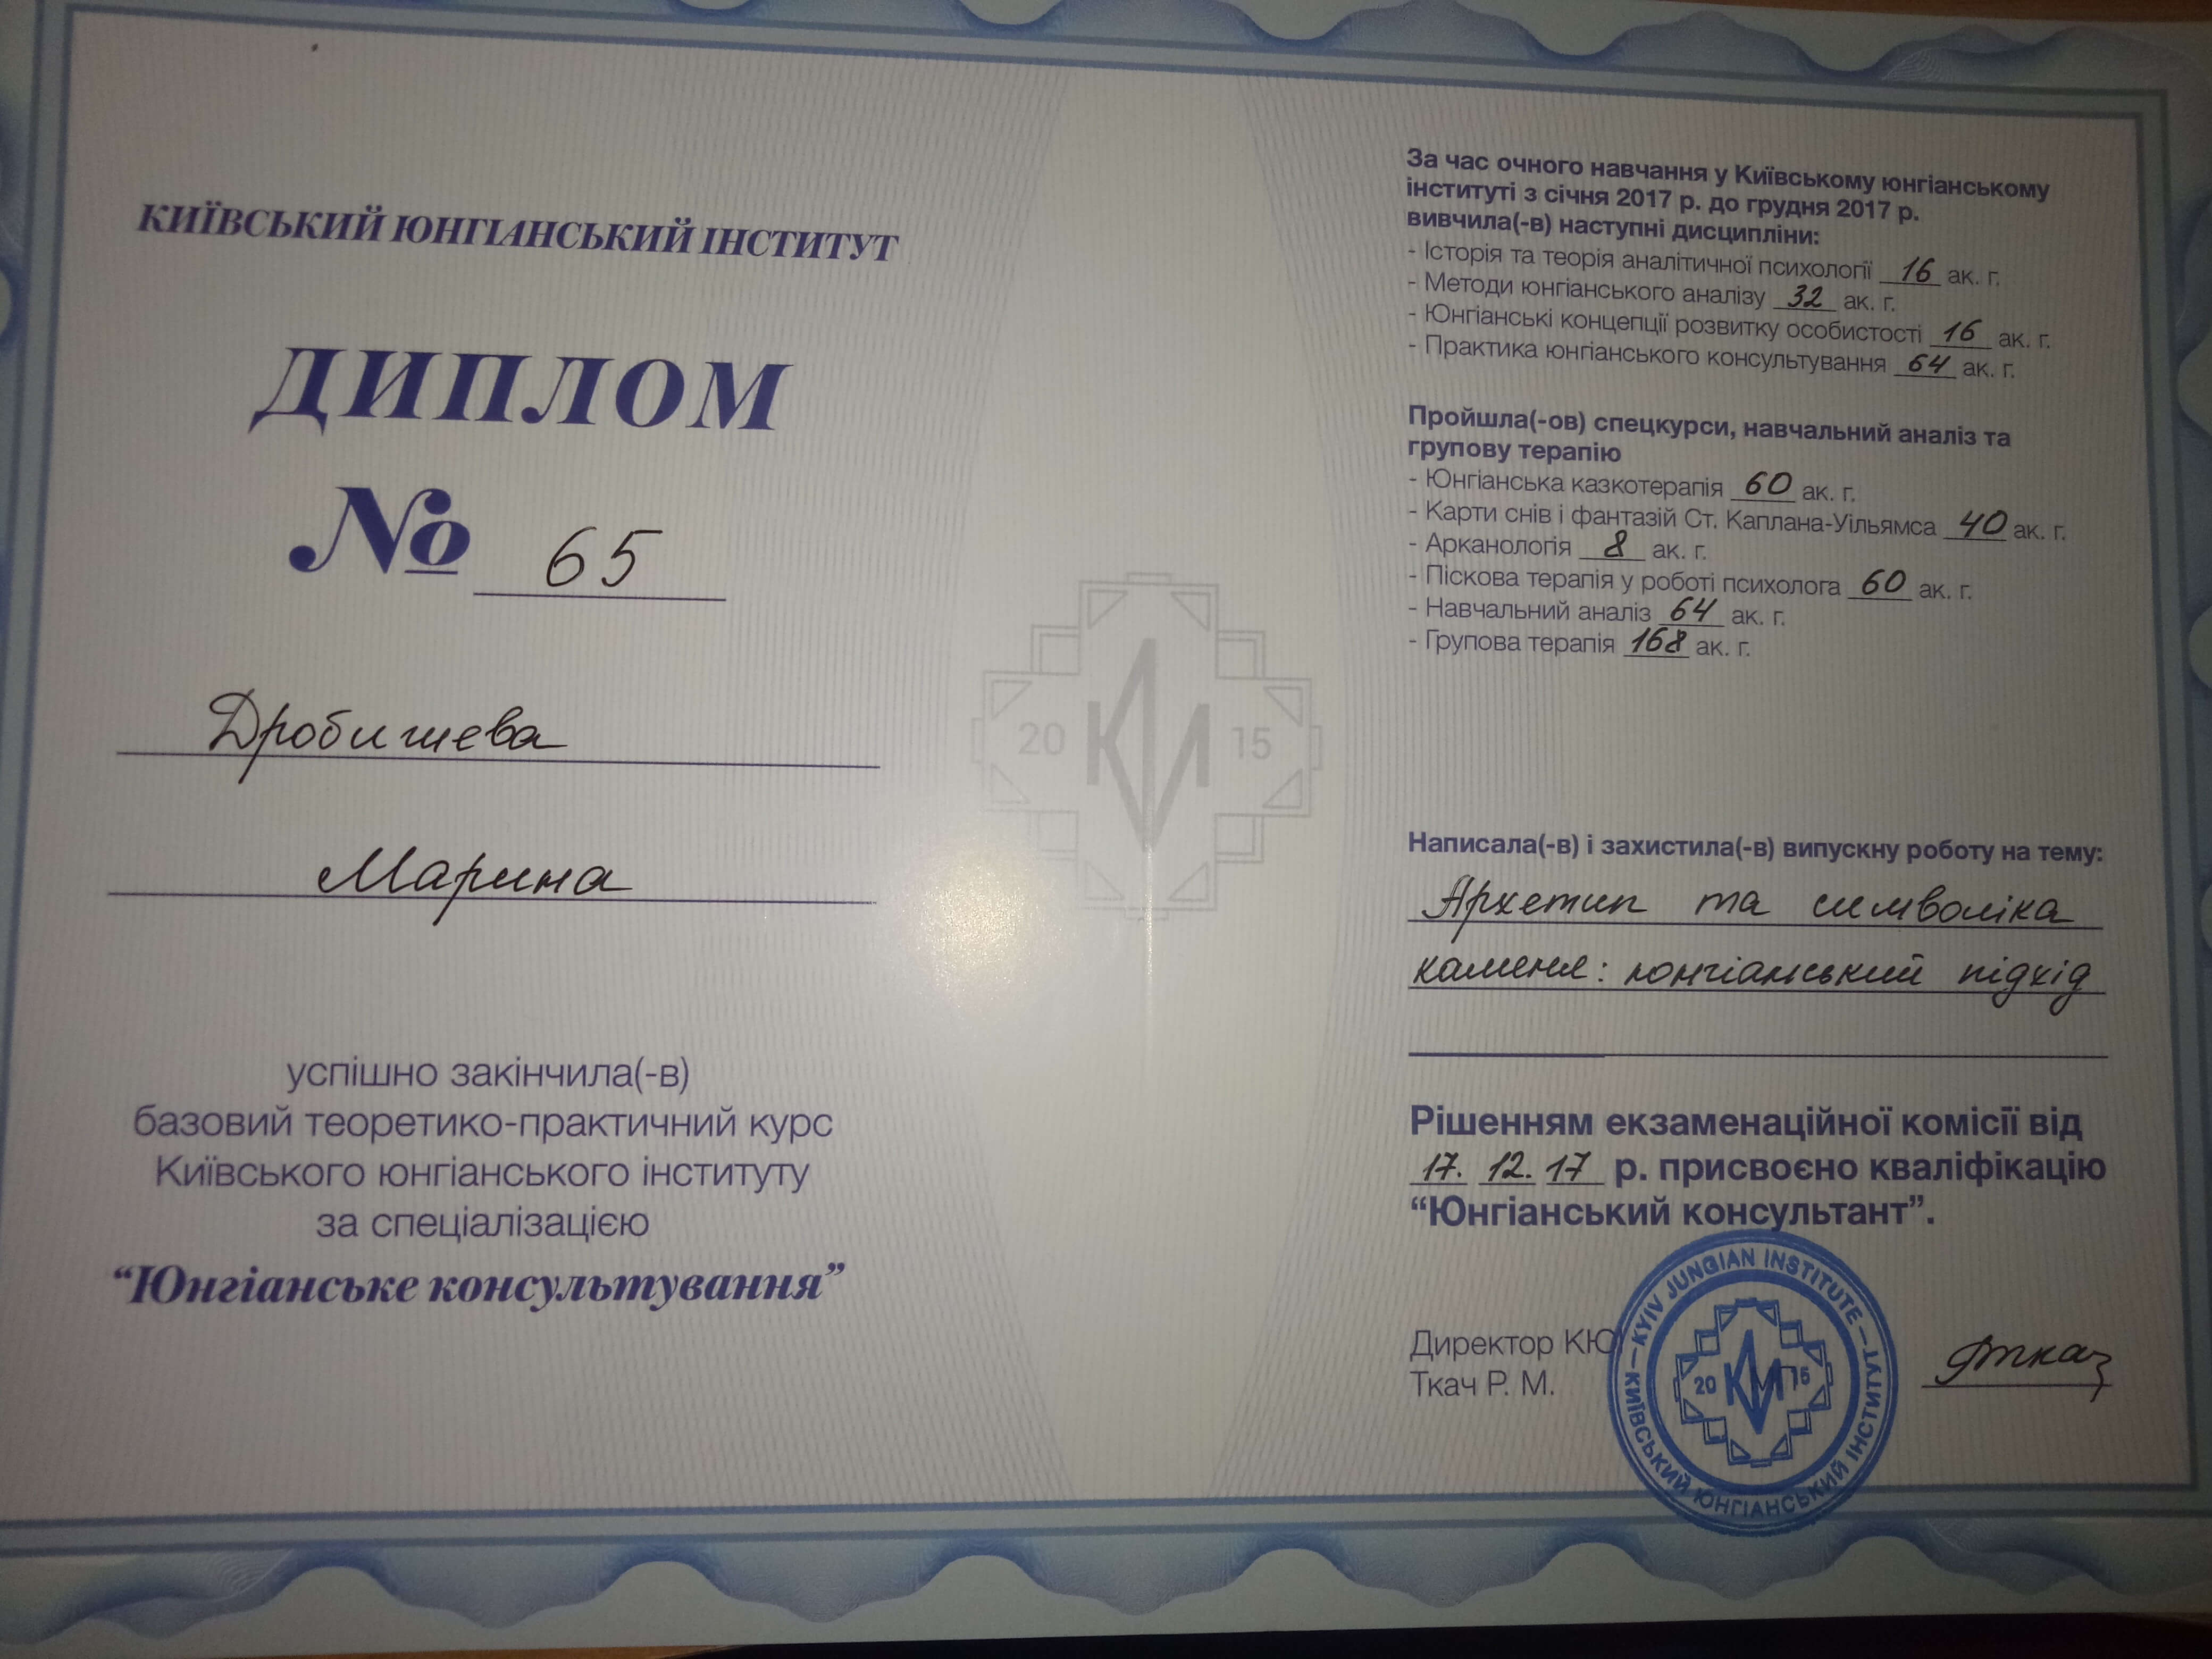 КИЇВСЬКИЙ ЮНГІАНСЬКИЙ ІНСТИТУТ
ДИПЛОМ
№ 65
Дробишева
Марина
успішно закінчила(-в)
базовий теоретико-практичний курс
Київського юнгіанського інституту
за спеціалізацією
“Юнгіанське консультування”
20 КЮІ 15
За час очного навчання у Київському юнгіанському
інституті з січня 2017 р. до грудня 2017 р.
вивчила(-в) наступні дисципліни:
- Історія та теорія аналітичної психології 16 ак. г.
- Методи юнгіанського аналізу 32 ак. г.
- Юнгіанські концепції розвитку особистості 16 ак. г.
- Практика юнгіанського консультування 64 ак. г.
Пройшла(-ов) спецкурси, навчальний аналіз та
групову терапію
- Юнгіанська казкотерапія 60 ак. г.
- Карти снів і фантазій Ст. Каплана-Уільямса 40 ак. г.
- Арканологія 8 ак. г.
- Піскова терапія у роботі психолога 60 ак. г.
- Навчальний аналіз 64 ак. г.
- Групова терапія 168 ак. г.
Написала(-в) і захистила(-в) випускну роботу на тему:
Архетип та символіка
каменя: юнгіанський підхід
Рішенням екзаменаційної комісії від
17. 12. 17 р. присвоєно кваліфікацію
“Юнгіанський консультант”.
Директор КЮ
Ткач Р. М.
KYIV JUNGIAN INSTITUTE
КИЇВСЬКИЙ ЮНГІАНСЬКИЙ ІНСТИТУТ
20 15